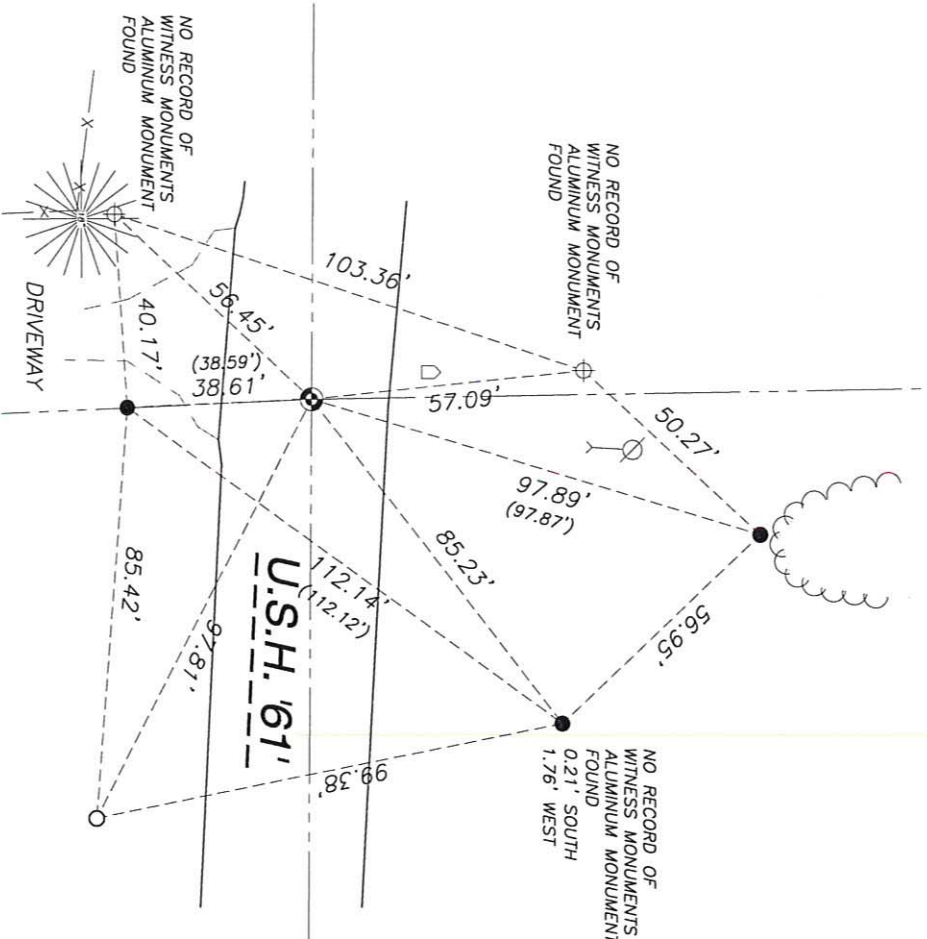 NO RECORD OF
WITNESS MONUMENTS
ALUMINUM MONUMENT
FOUND
NO RECORD OF
WITNESS MONUMENTS
ALUMINUM MONUMENT
FOUND
103.36'
56.45'
40.17'
(38.59')
38.61'
DRIVEWAY
57.09'
50.27'
97.89'
(97.87')
85.23'
112.14'
(112.12')
U.S.H. '61'
56.95'
85.42'
97.81'
99.38'
NO RECORD OF
WITNESS MONUMENTS
ALUMINUM MONUMENT
FOUND
0.21' SOUTH
1.76' WEST
X
X
X